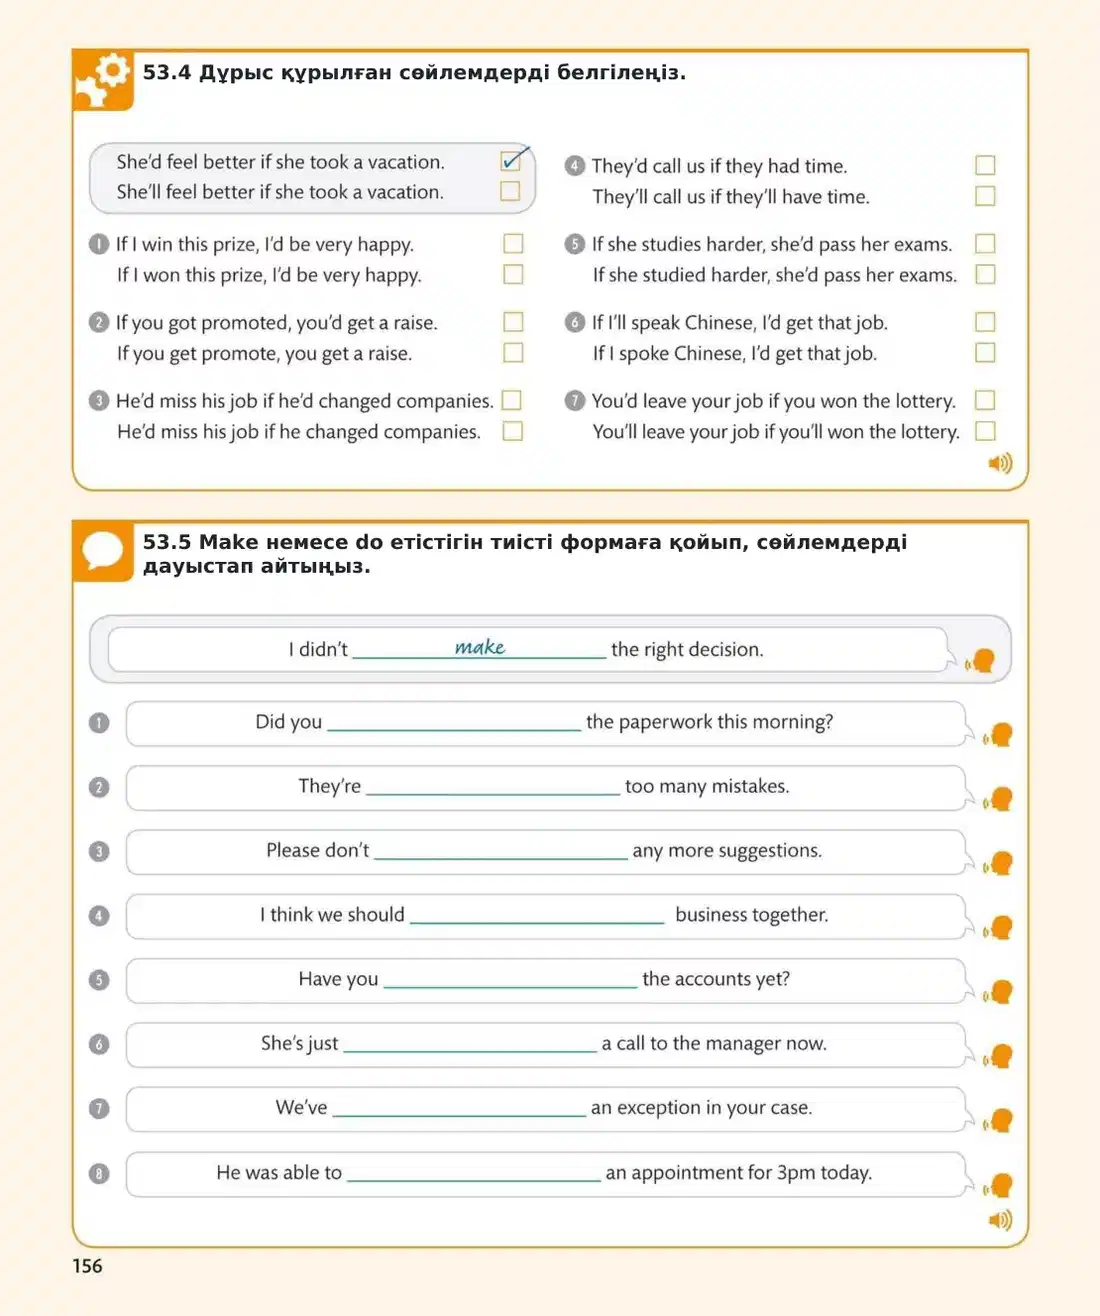 53.4 Дұрыс құрылған сөйлемдерді белгілеңіз.
She’d feel better if she took a vacation.
She’ll feel better if she took a vacation.
1 If I win this prize, I’d be very happy.
If I won this prize, I’d be very happy.
2 If you got promoted, you’d get a raise.
If you get promote, you get a raise.
3 He’d miss his job if he’d changed companies.
He’d miss his job if he changed companies.
4 They’d call us if they had time.
They’ll call us if they’ll have time.
5 If she studies harder, she’d pass her exams.
If she studied harder, she’d pass her exams.
6 If I’ll speak Chinese, I’d get that job.
If I spoke Chinese, I’d get that job.
7 You’d leave your job if you won the lottery.
You’ll leave your job if you’ll won the lottery.
53.5 Make немесе do етістігін тиісті формаға қойып, сөйлемдерді
дауыстап айтыңыз.
I didn’t make the right decision.
1 Did you ____ the paperwork this morning?
2 They’re ____ too many mistakes.
3 Please don’t ____ any more suggestions.
4 I think we should ____ business together.
5 Have you ____ the accounts yet?
6 She’s just ____ a call to the manager now.
7 We’ve ____ an exception in your case.
8 He was able to ____ an appointment for 3pm today.
156